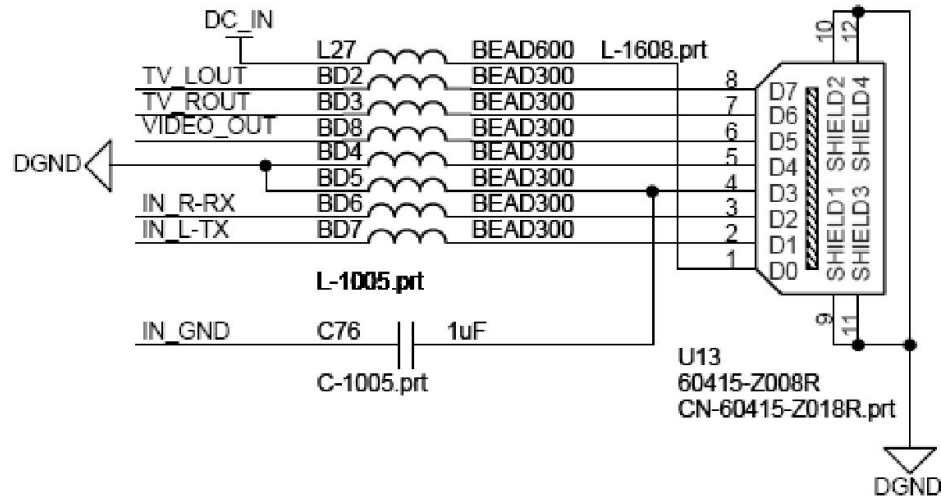 DC_IN
L27 BEAD600 L-1608.prt
TV_LOUT BD2 BEAD300 8 D7
TV_ROUT BD3 BEAD300 7 D6
VIDEO_OUT BD8 BEAD300 6 D5
DGND BD4 BEAD300 5 D4
BD5 BEAD300 4 D3
IN_R-RX BD6 BEAD300 3 D2
IN_L-TX BD7 BEAD300 2 D1
1 D0
10 12
SHIELD2 SHIELD4
SHIELD1 SHIELD3
9 11
L-1005.prt
IN_GND C76 1uF
C-1005.prt
U13
60415-Z008R
CN-60415-Z018R.prt
DGND